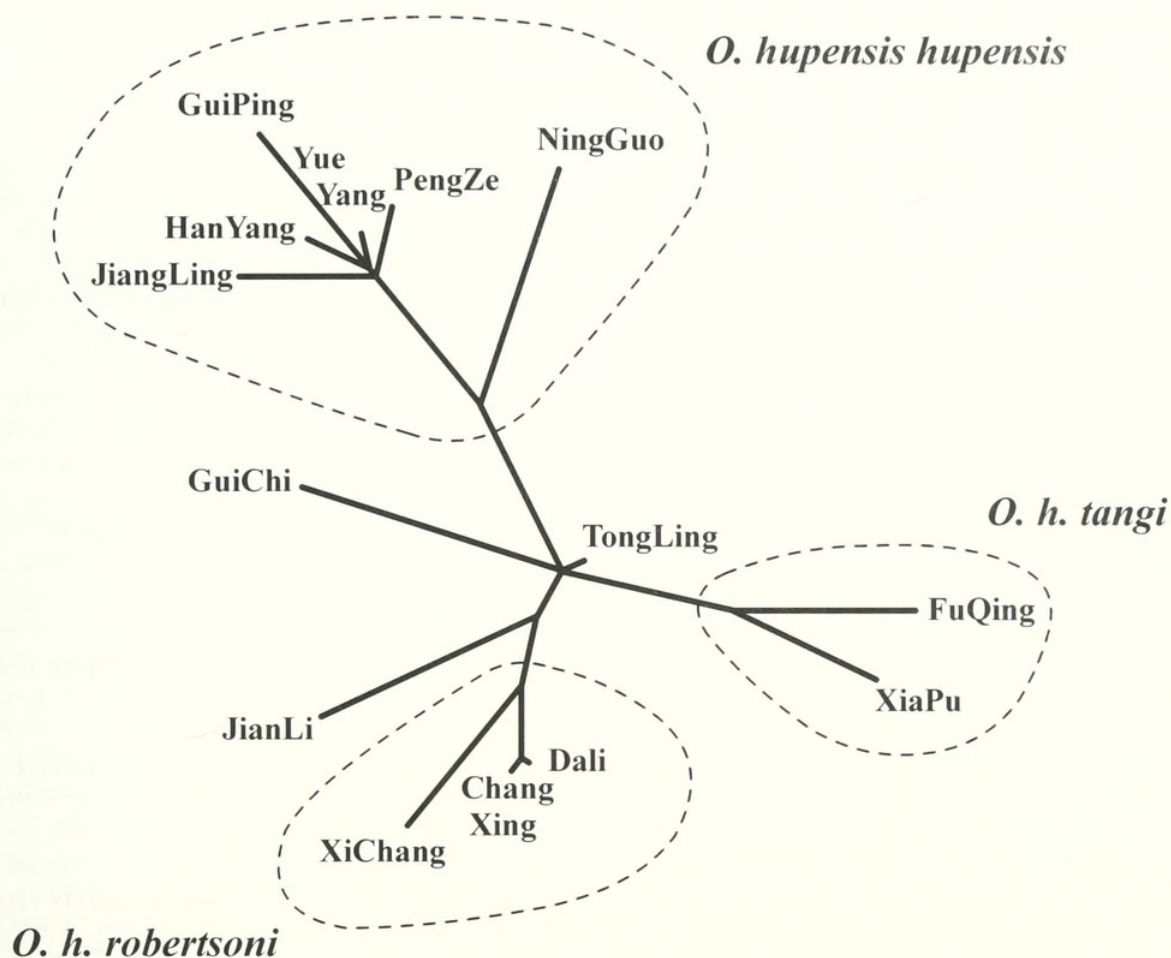 O. hupensis hupensis
GuiPing
NingGuo
Yue
Yang
PengZe
HanYang
JiangLing
GuiChi
O. h. tangi
TongLing
FuQing
XiaPu
JianLi
Dali
Chang
Xing
XiChang
O. h. robertsoni